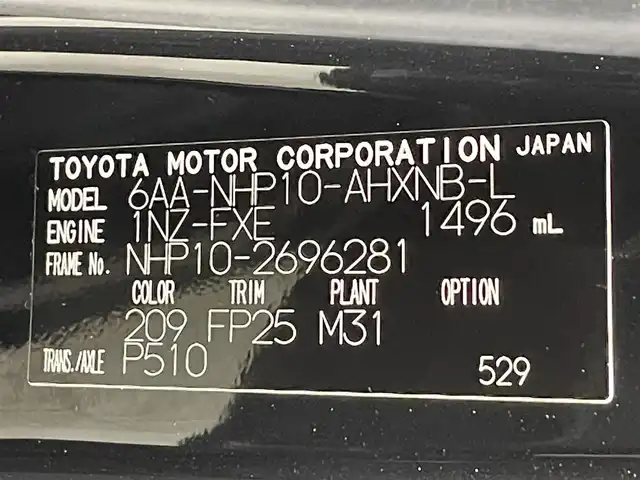 TOYOTA MOTOR CORPORATION JAPAN
MODEL 6AA-NHP10-AHXNB-L
ENGINE 1NZ-FXE 1496 mL
FRAME No. NHP10-2696281
COLOR TRIM PLANT OPTION
209 FP25 M31
TRANS./AXLE P510
529